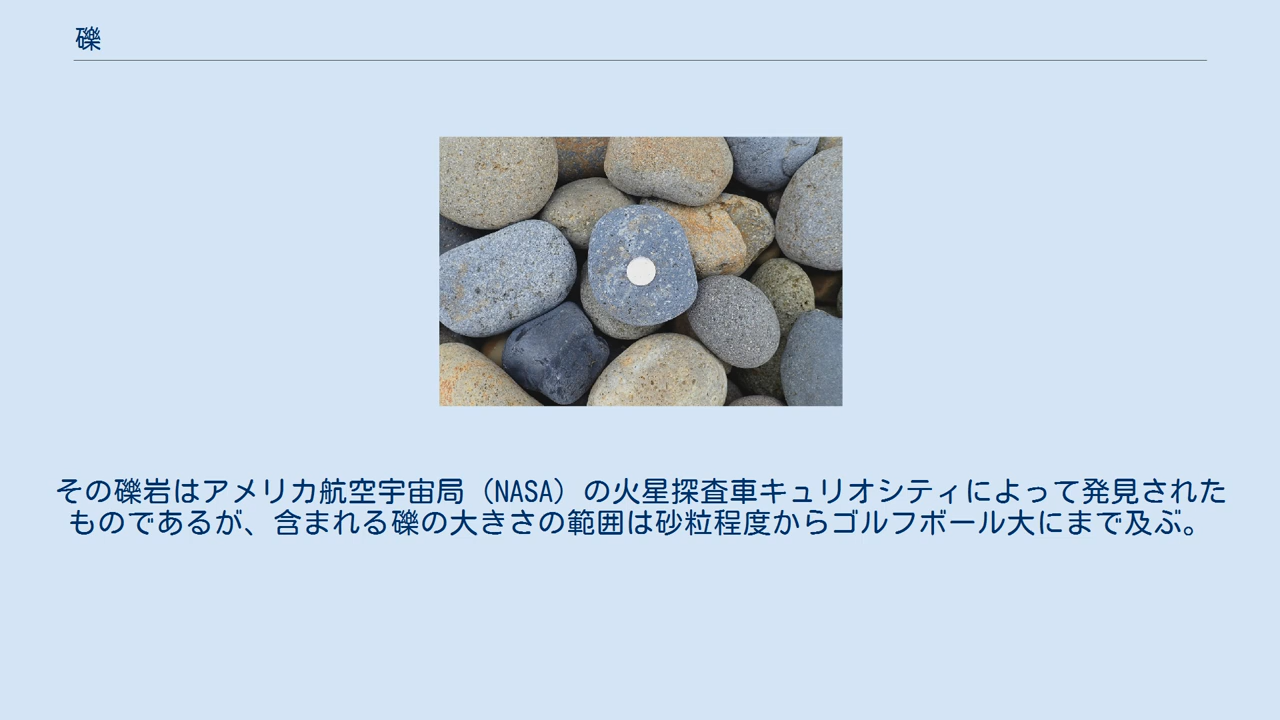 礫
その礫岩はアメリカ航空宇宙局（NASA）の火星探査車キュリオシティによって発見された
ものであるが、含まれる礫の大きさの範囲は砂粒程度からゴルフボール大にまで及ぶ。